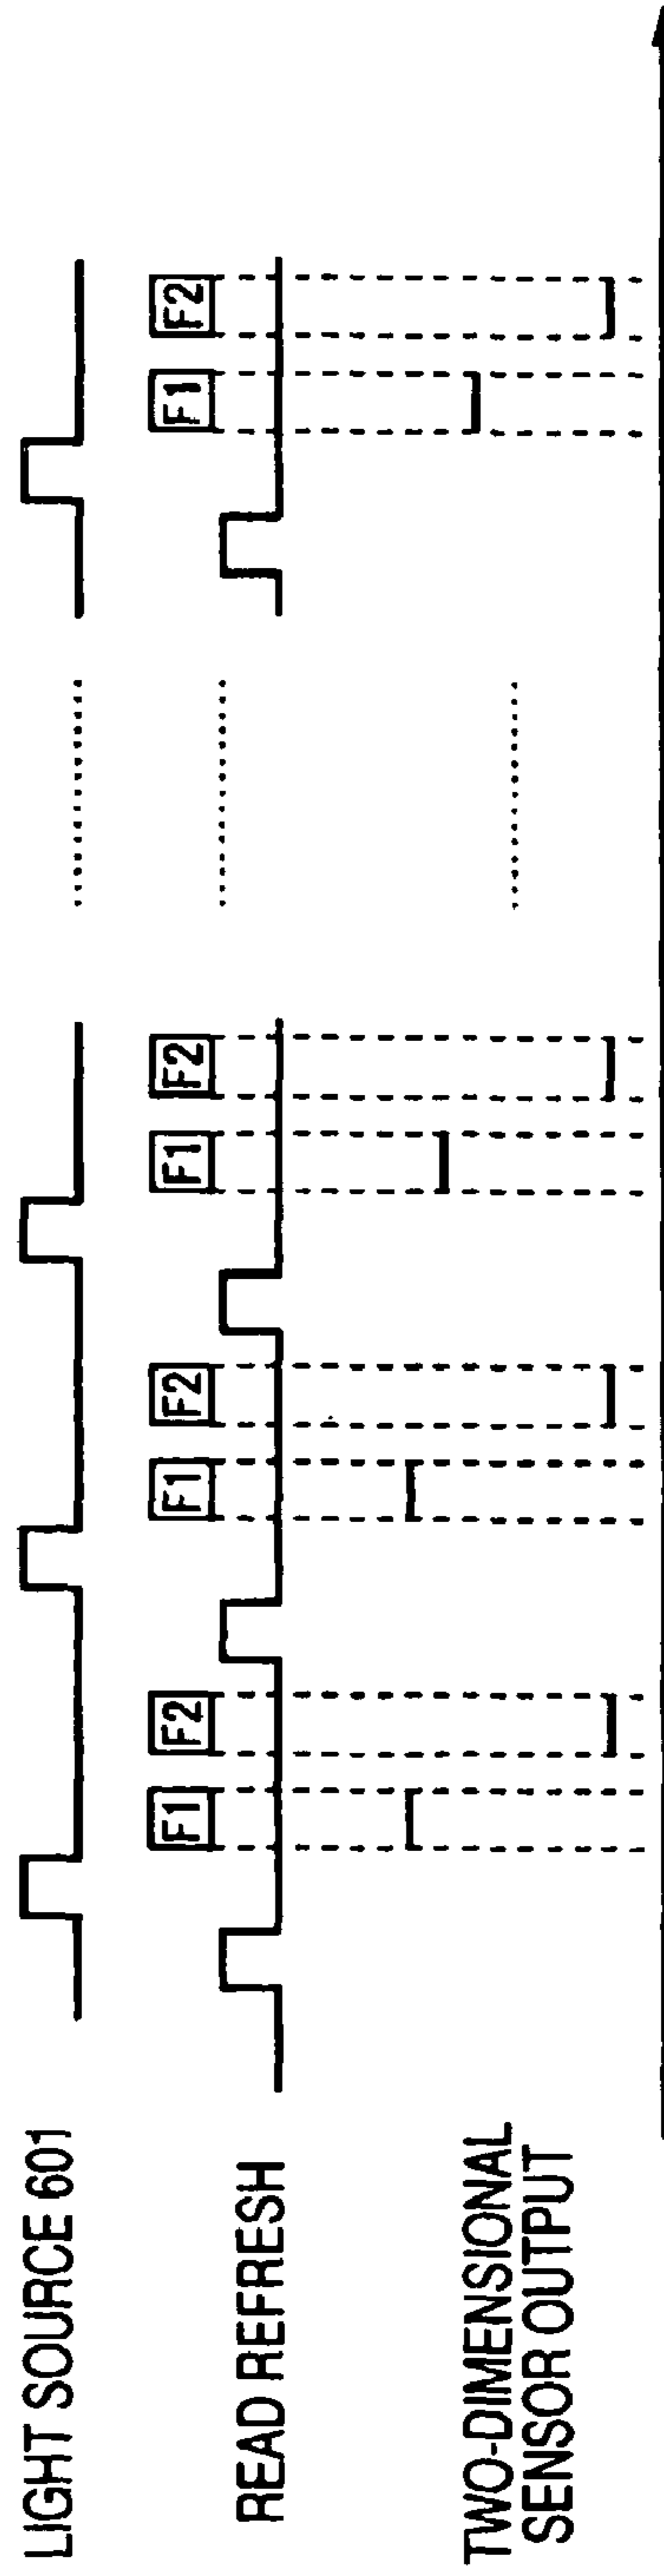 LIGHT SOURCE 601
F1 F2 F1 F2 F1 F2 F1 F2
READ REFRESH
TWO-DIMENSIONAL
SENSOR OUTPUT